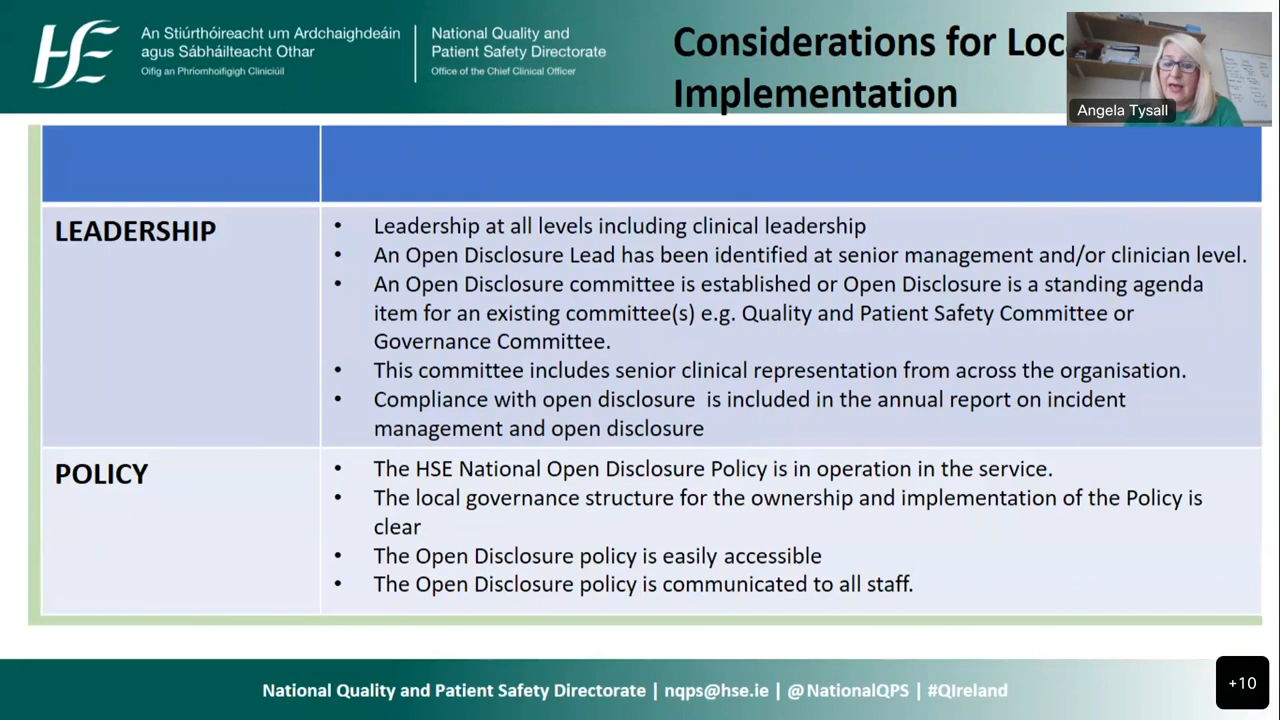 HSE
An Stiúrthóireacht um Ardchaighdeáin
agus Sábháilteacht Othar
Oifig an Phríomhoifigigh Cliniciúil
National Quality and
Patient Safety Directorate
Office of the Chief Clinical Officer
Considerations for Loc
Implementation
Angela Tysall
LEADERSHIP
• Leadership at all levels including clinical leadership
• An Open Disclosure Lead has been identified at senior management and/or clinician level.
• An Open Disclosure committee is established or Open Disclosure is a standing agenda
item for an existing committee(s) e.g. Quality and Patient Safety Committee or
Governance Committee.
• This committee includes senior clinical representation from across the organisation.
• Compliance with open disclosure is included in the annual report on incident
management and open disclosure
POLICY
• The HSE National Open Disclosure Policy is in operation in the service.
• The local governance structure for the ownership and implementation of the Policy is
clear
• The Open Disclosure policy is easily accessible
• The Open Disclosure policy is communicated to all staff.
National Quality and Patient Safety Directorate | nqps@hse.ie | @NationalQPS | #QIreland
+10